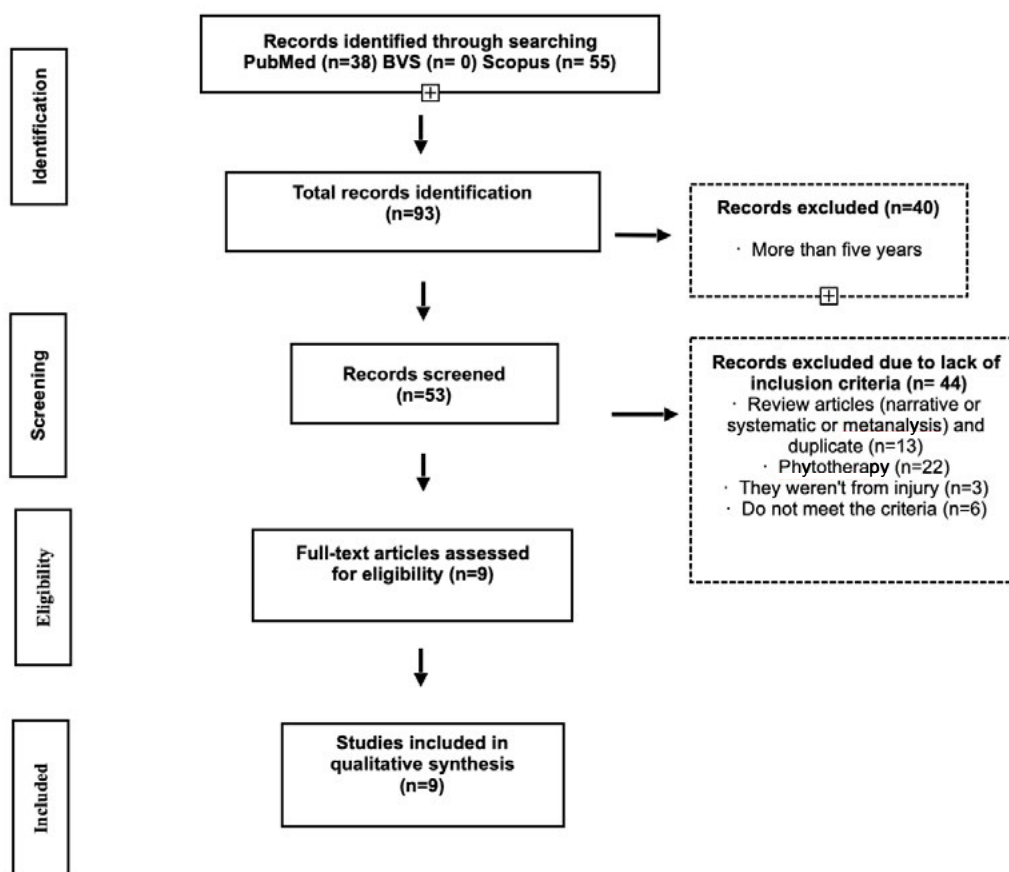 Records identified through searching
PubMed (n=38) BVS (n= 0) Scopus (n= 55)
Identification
Total records identification
(n=93)
Records excluded (n=40)
· More than five years
Screening
Records screened
(n=53)
Records excluded due to lack of
inclusion criteria (n= 44)
· Review articles (narrative or
systematic or metanalysis) and
duplicate (n=13)
· Phytotherapy (n=22)
· They weren't from injury (n=3)
· Do not meet the criteria (n=6)
Eligibility
Full-text articles assessed
for eligibility (n=9)
Included
Studies included in
qualitative synthesis
(n=9)